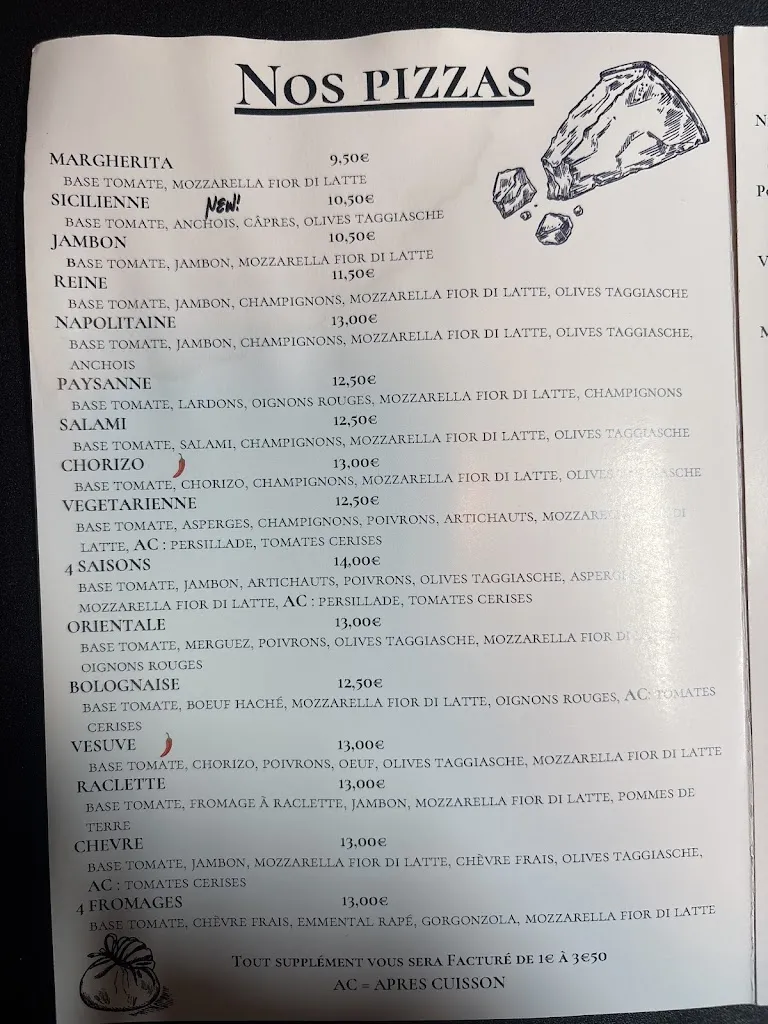 NOS PIZZAS
MARGHERITA 9,50€
BASE TOMATE, MOZZARELLA FIOR DI LATTE
SICILIENNE NEW! 10,50€
BASE TOMATE, ANCHOIS, CÂPRES, OLIVES TAGGIASCHE
JAMBON 10,50€
BASE TOMATE, JAMBON, MOZZARELLA FIOR DI LATTE
REINE 11,50€
BASE TOMATE, JAMBON, CHAMPIGNONS, MOZZARELLA FIOR DI LATTE, OLIVES TAGGIASCHE
NAPOLITAINE 13,00€
BASE TOMATE, JAMBON, CHAMPIGNONS, MOZZARELLA FIOR DI LATTE, OLIVES TAGGIASCHE,
ANCHOIS
PAYSANNE 12,50€
BASE TOMATE, LARDONS, OIGNONS ROUGES, MOZZARELLA FIOR DI LATTE, CHAMPIGNONS
SALAMI 12,50€
BASE TOMATE, SALAMI, CHAMPIGNONS, MOZZARELLA FIOR DI LATTE, OLIVES TAGGIASCHE
CHORIZO 13,00€
BASE TOMATE, CHORIZO, CHAMPIGNONS, MOZZARELLA FIOR DI LATTE, OLIVES TAGGIASCHE
VEGETARIENNE 12,50€
BASE TOMATE, ASPERGES, CHAMPIGNONS, POIVRONS, ARTICHAUTS, DI
LATTE, AC : PERSILLADE, TOMATES CERISES
4 SAISONS 14,00€
BASE TOMATE, JAMBON, ARTICHAUTS, POIVRONS, OLIVES TAGGIASCHE,
MOZZARELLA FIOR DI LATTE, AC : PERSILLADE, TOMATES CERISES
ORIENTALE 13,00€
BASE TOMATE, MERGUEZ, POIVRONS, OLIVES TAGGIASCHE, MOZZARELLA FIOR DI LATTE,
OIGNONS ROUGES
BOLOGNAISE 12,50€
BASE TOMATE, BOEUF HACHÉ, MOZZARELLA FIOR DI LATTE, OIGNONS ROUGES, AC: TOMATES
CERISES
VESUVE 13,00€
BASE TOMATE, CHORIZO, POIVRONS, OEUF, OLIVES TAGGIASCHE, MOZZARELLA FIOR DI LATTE
RACLETTE 13,00€
BASE TOMATE, FROMAGE À RACLETTE, JAMBON, MOZZARELLA FIOR DI LATTE, POMMES DE
TERRE
CHEVRE 13,00€
BASE TOMATE, JAMBON, MOZZARELLA FIOR DI LATTE, CHÈVRE FRAIS, OLIVES TAGGIASCHE,
AC : TOMATES CERISES
4 FROMAGES 13,00€
BASE TOMATE, CHÈVRE FRAIS, EMMENTAL RAPÉ, GORGONZOLA, MOZZARELLA FIOR DI LATTE
TOUT SUPPLÉMENT VOUS SERA FACTURÉ DE 1€ À 3€50
AC = APRES CUISSON